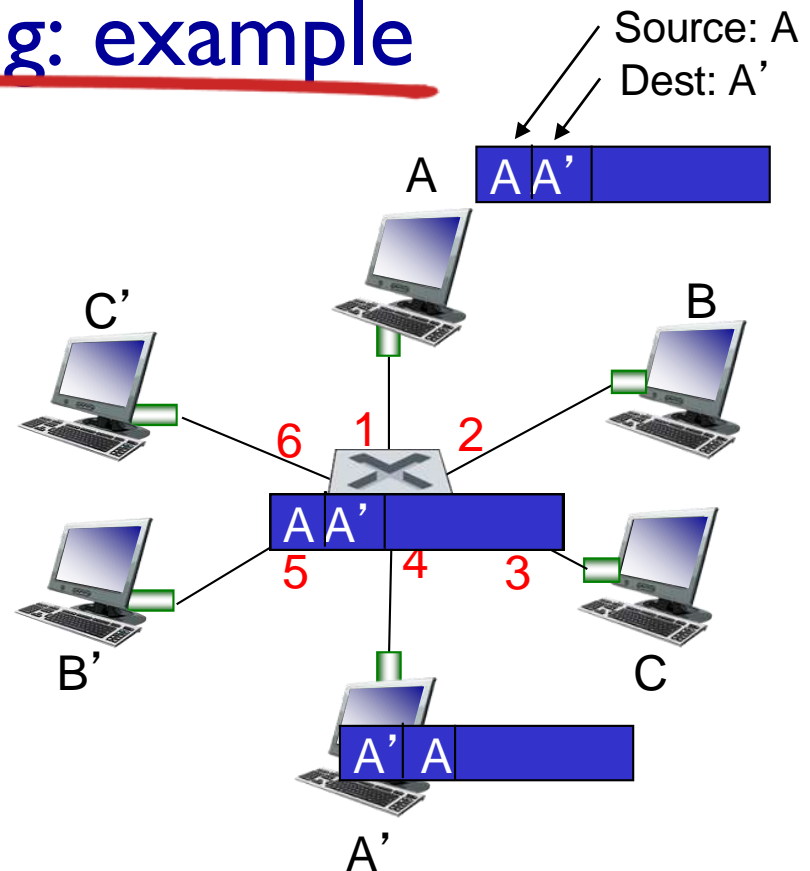 g: example
Source: A
Dest: A’
A
A A’
C’
B
6
1
2
A A’
5
4
3
B’
C
A’ A
A’